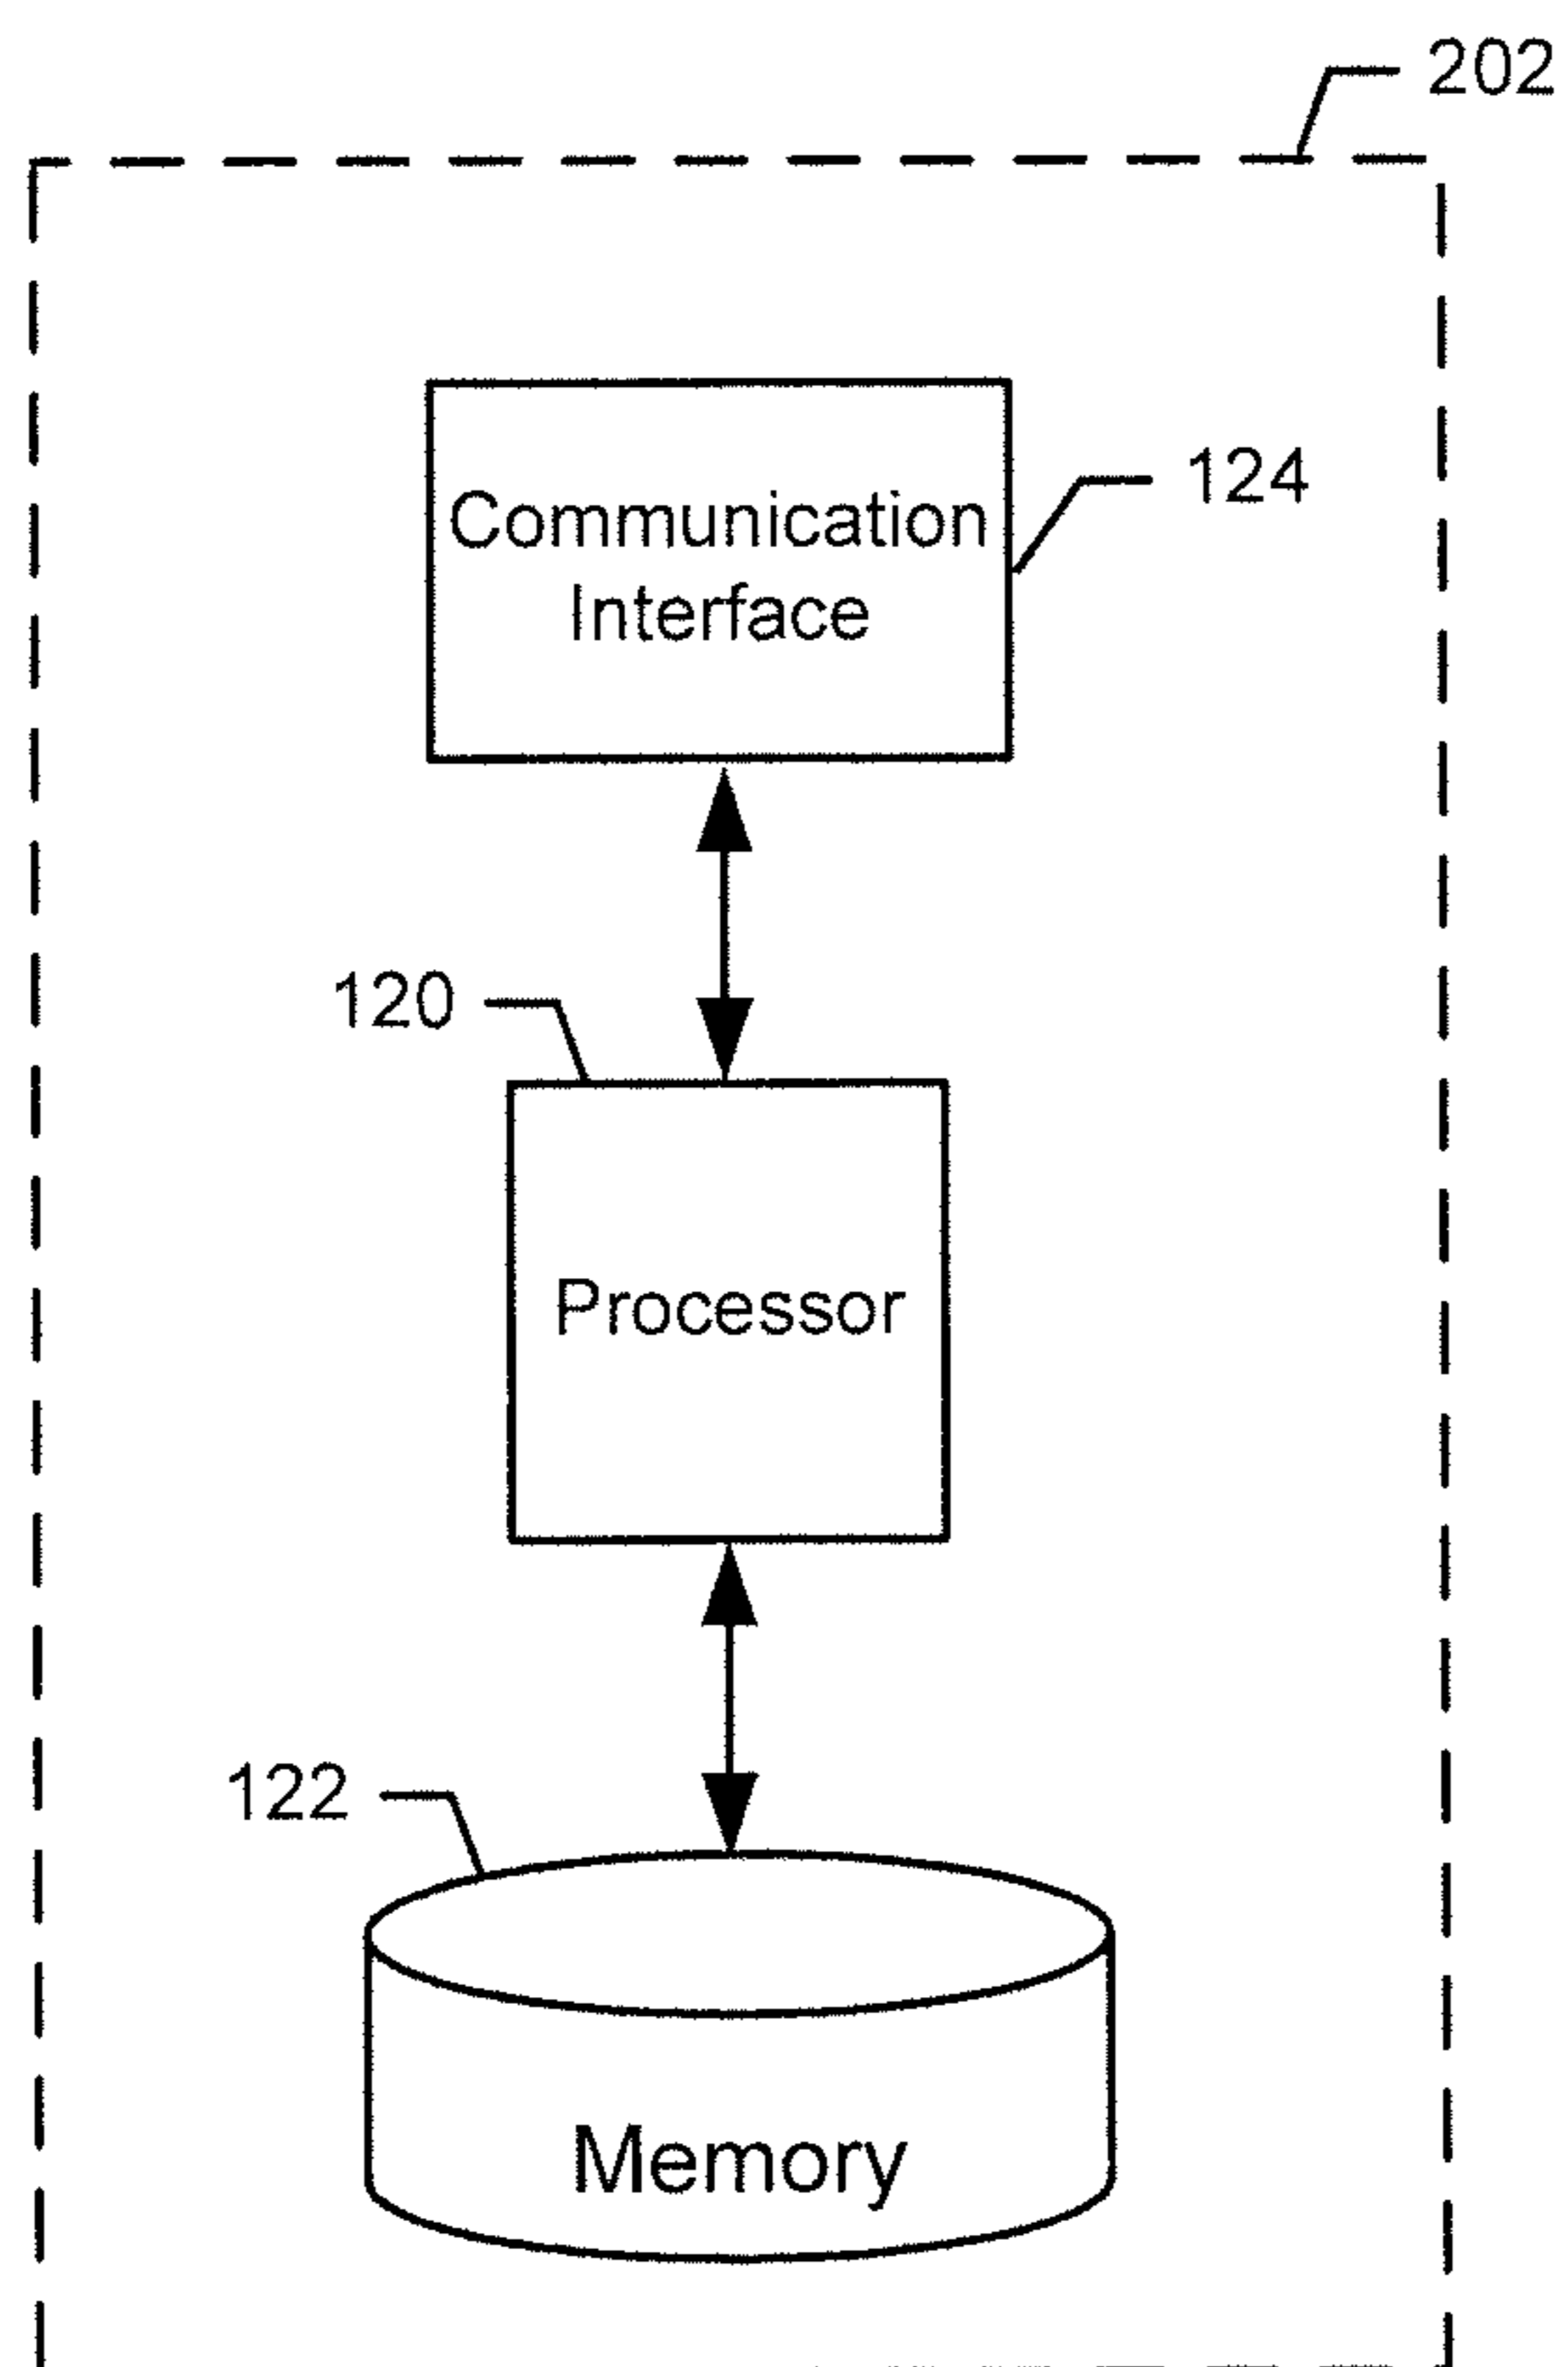 202
Communication
Interface
124
120
Processor
122
Memory